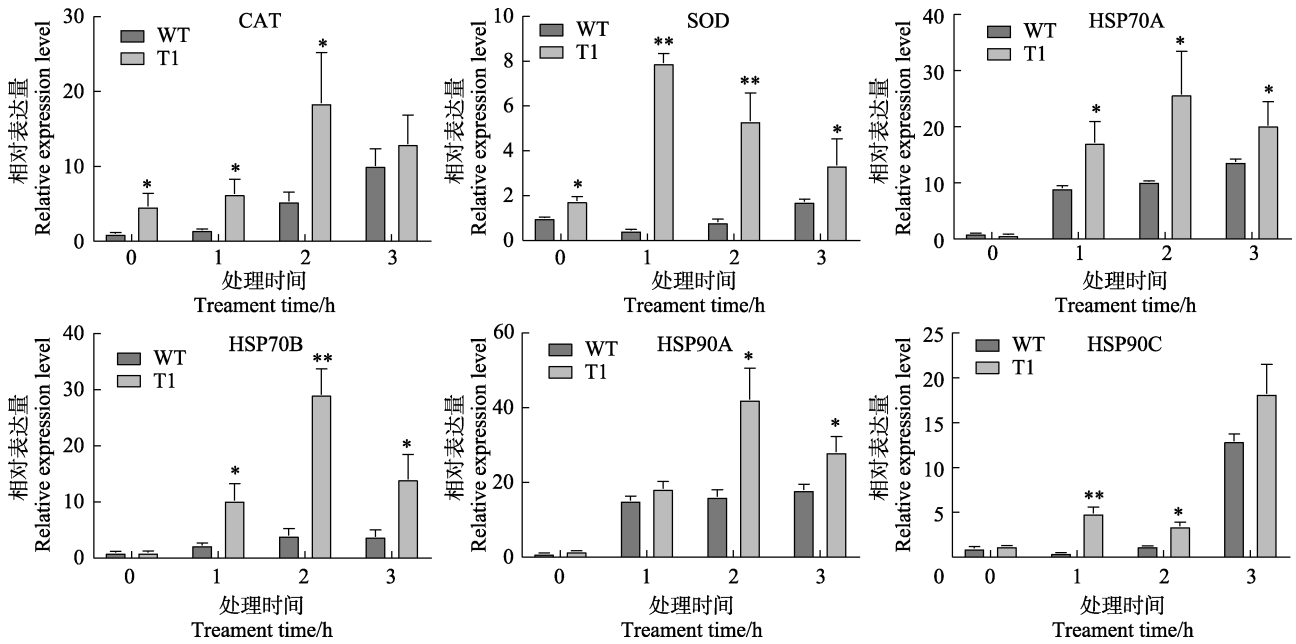 CAT
WT
T1
30
20
10
0
相对表达量
Relative expression level
*
*
*
0 1 2 3
处理时间
Treament time/h
SOD
WT
T1
10
8
6
4
2
0
相对表达量
Relative expression level
*
**
**
*
0 1 2 3
处理时间
Treament time/h
HSP70A
WT
T1
40
30
20
10
0
相对表达量
Relative expression level
*
*
*
0 1 2 3
处理时间
Treament time/h
HSP70B
WT
T1
40
30
20
10
0
相对表达量
Relative expression level
*
**
*
0 1 2 3
处理时间
Treament time/h
HSP90A
WT
T1
60
40
20
0
相对表达量
Relative expression level
*
*
0 1 2 3
处理时间
Treament time/h
HSP90C
WT
T1
25
22
15
13
5
0
相对表达量
Relative expression level
**
*
0 1 2 3
处理时间
Treament time/h